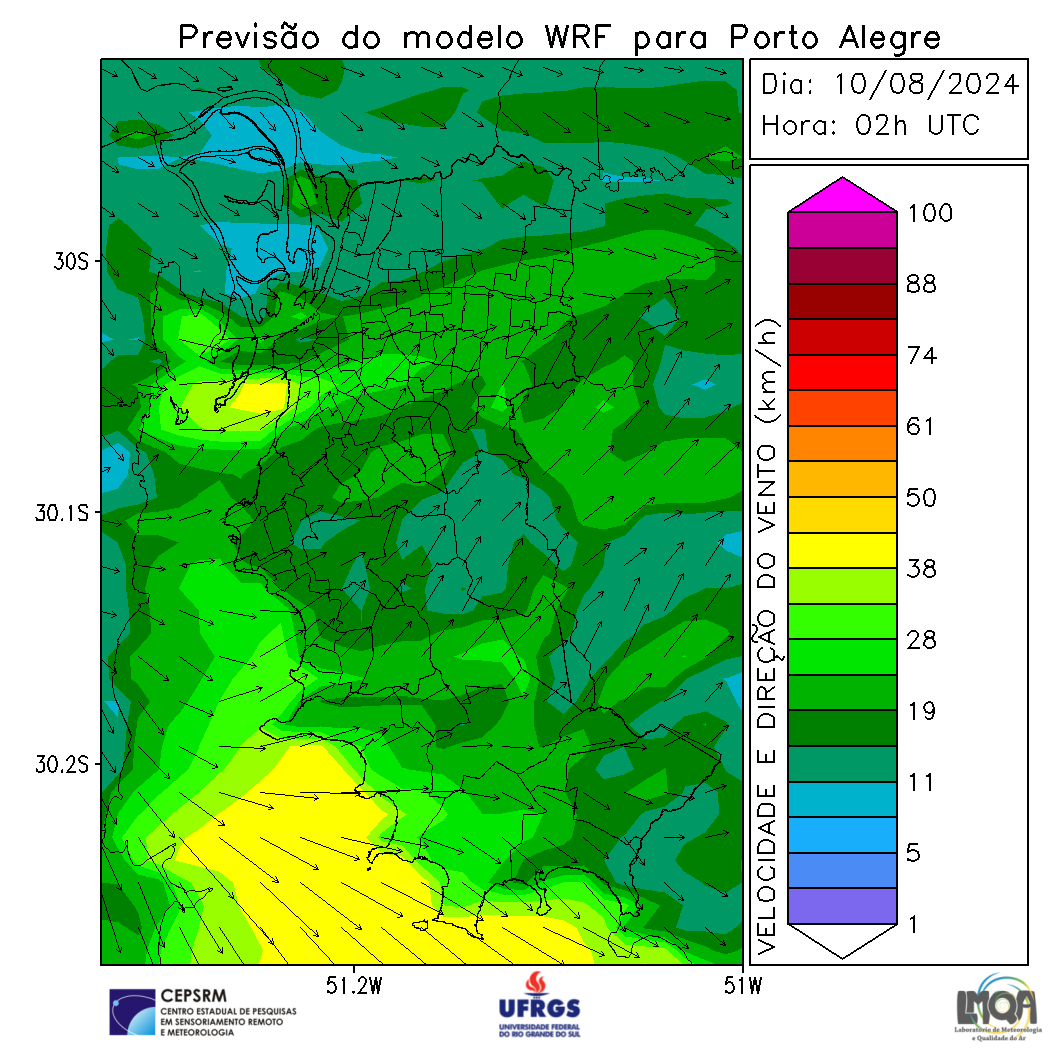 Previsão do modelo WRF para Porto Alegre
Dia: 10/08/2024
Hora: 02h UTC
30S
30.1S
30.2S
51.2W
51W
VELOCIDADE E DIREÇÃO DO VENTO (km/h)
100
88
74
61
50
38
28
19
11
5
1
CEPSRM
CENTRO ESTADUAL DE PESQUISAS
EM SENSORIAMENTO REMOTO
E METEOROLOGIA
UFRGS
UNIVERSIDADE FEDERAL
DO RIO GRANDE DO SUL
LMQA
Laboratório de Meteorologia
e Qualidade do Ar